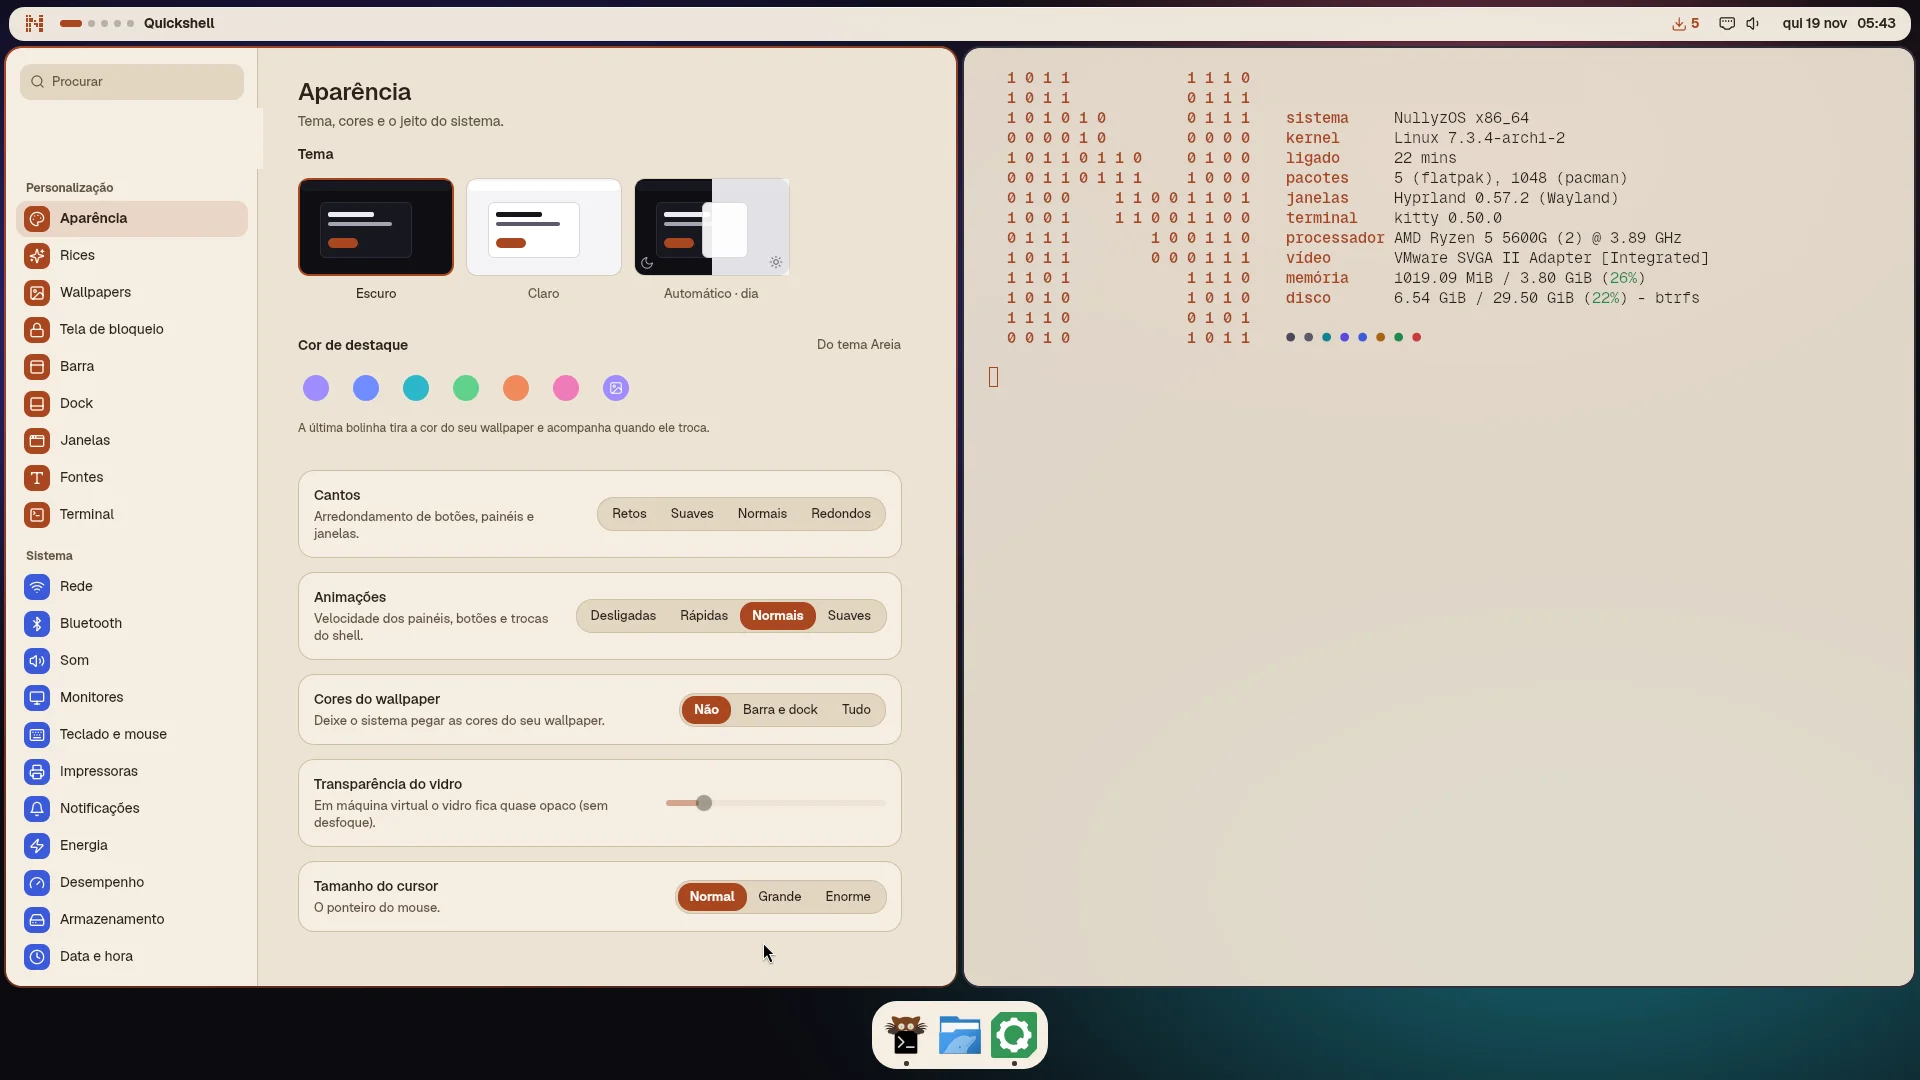 Quickshell
5
qui 19 nov 05:43
Procurar
Personalização
Aparência
Rices
Wallpapers
Tela de bloqueio
Barra
Dock
Janelas
Fontes
Terminal
Sistema
Rede
Bluetooth
Som
Monitores
Teclado e mouse
Impressoras
Notificações
Energia
Desempenho
Armazenamento
Data e hora
Aparência
Tema, cores e o jeito do sistema.
Tema
Escuro
Claro
Automático · dia
Cor de destaque
Do tema Areia
A última bolinha tira a cor do seu wallpaper e acompanha quando ele troca.
Cantos
Arredondamento de botões, painéis e
janelas.
Retos Suaves Normais Redondos
Animações
Velocidade dos painéis, botões e trocas
do shell.
Desligadas Rápidas Normais Suaves
Cores do wallpaper
Deixe o sistema pegar as cores do seu wallpaper.
Não Barra e dock Tudo
Transparência do vidro
Em máquina virtual o vidro fica quase opaco (sem
desfoque).
Tamanho do cursor
O ponteiro do mouse.
Normal Grande Enorme
1 0 1 1 1 1 1 0
1 0 1 1 0 1 1 1
1 0 1 0 1 0 0 1 1 1 sistema NullyzOS x86_64
0 0 0 0 1 0 0 0 0 0 kernel Linux 7.3.4-arch1-2
1 0 1 1 0 1 1 0 0 1 0 0 ligado 22 mins
0 0 1 1 0 1 1 1 1 0 0 0 pacotes 5 (flatpak), 1048 (pacman)
0 1 0 0 1 1 0 0 1 1 0 1 janelas Hyprland 0.57.2 (Wayland)
1 0 0 1 1 1 0 0 1 1 0 0 terminal kitty 0.50.0
0 1 1 1 1 0 0 1 1 0 processador AMD Ryzen 5 5600G (2) @ 3.89 GHz
1 0 1 1 0 0 0 1 1 1 vídeo VMware SVGA II Adapter [Integrated]
1 1 0 1 1 1 1 0 memória 1019.09 MiB / 3.80 GiB (26%)
1 0 1 0 1 0 1 0 disco 6.54 GiB / 29.50 GiB (22%) - btrfs
1 1 1 0 0 1 0 1
0 0 1 0 1 0 1 1